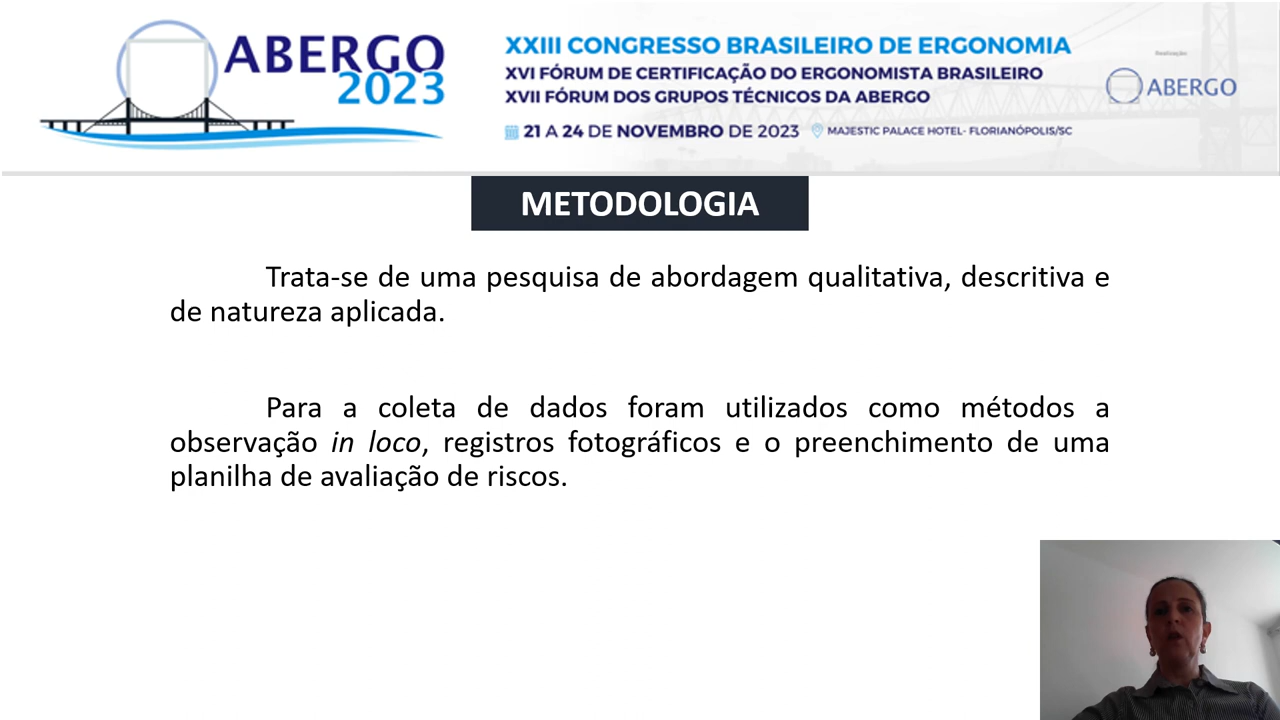 ABERGO
2023
XXIII CONGRESSO BRASILEIRO DE ERGONOMIA
XVI FÓRUM DE CERTIFICAÇÃO DO ERGONOMISTA BRASILEIRO
XVII FÓRUM DOS GRUPOS TÉCNICOS DA ABERGO
21 A 24 DE NOVEMBRO DE 2023 MAJESTIC PALACE HOTEL- FLORIANÓPOLIS/SC
Realização
ABERGO
METODOLOGIA
Trata-se de uma pesquisa de abordagem qualitativa, descritiva e
de natureza aplicada.
Para a coleta de dados foram utilizados como métodos a
observação in loco, registros fotográficos e o preenchimento de uma
planilha de avaliação de riscos.